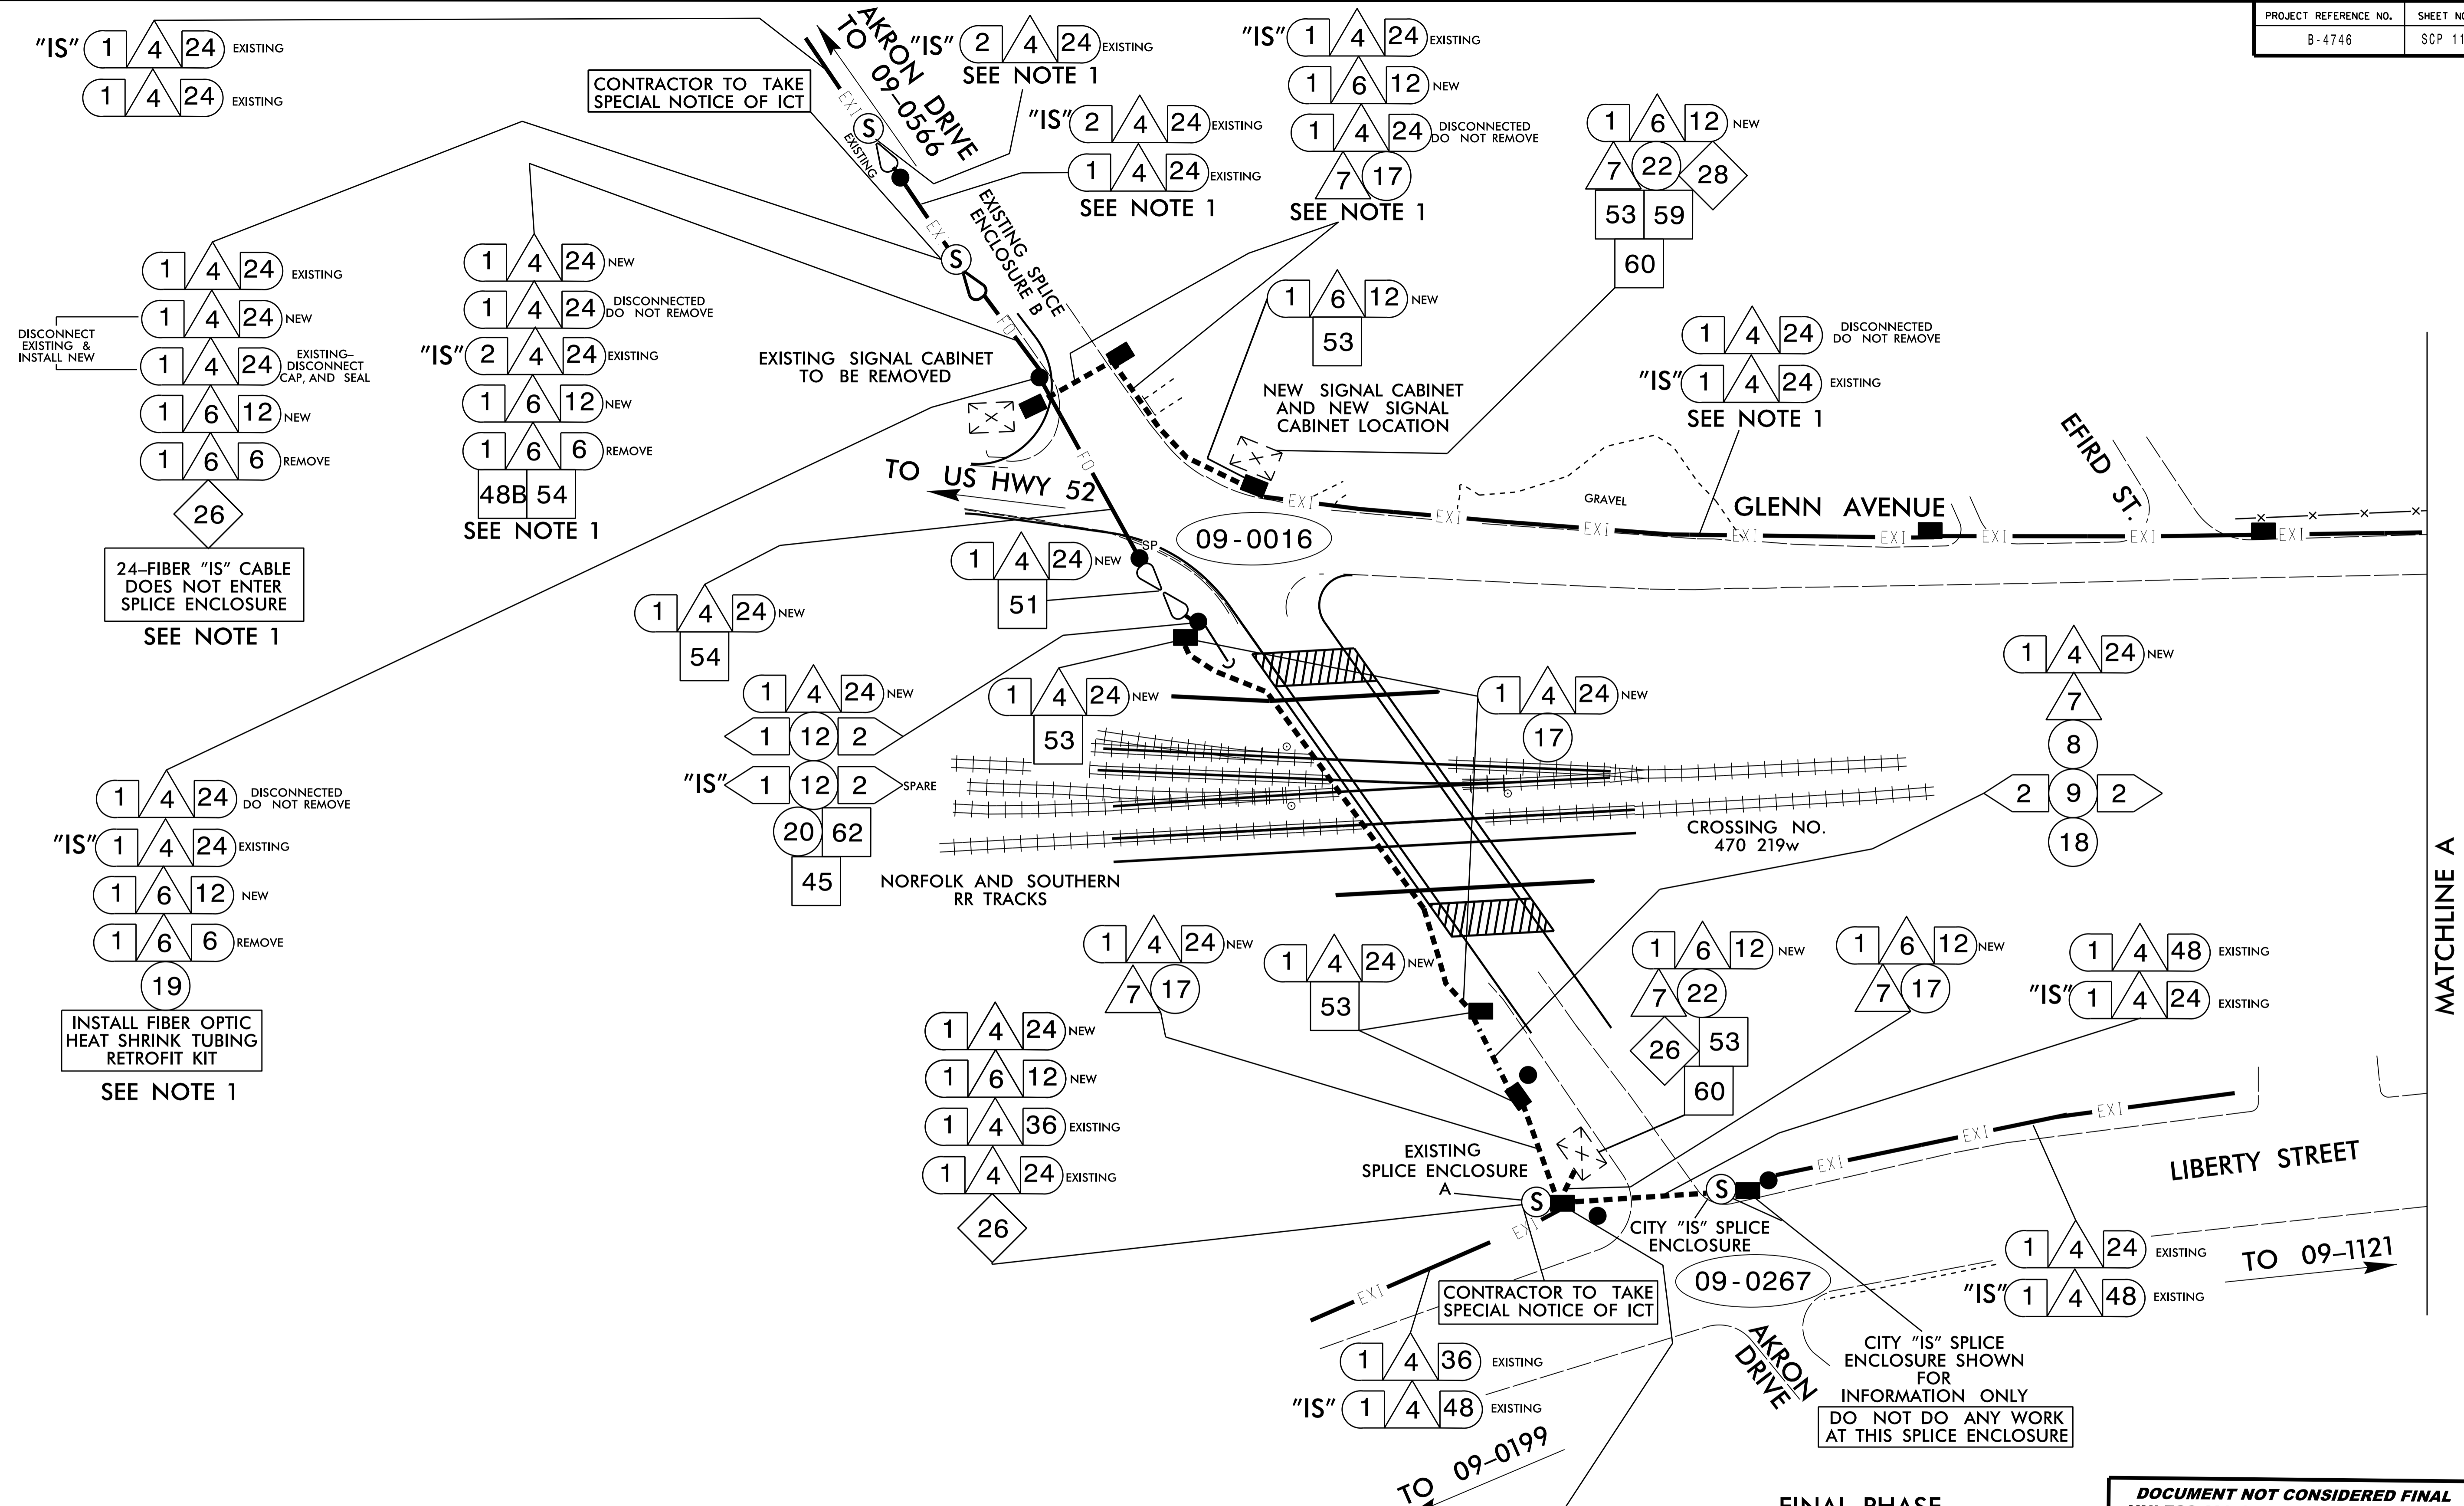 PROJECT REFERENCE NO.
B-4746
SCP 11
"IS" 1 4 24 EXISTING
1 4 24 EXISTING
CONTRACTOR TO TAKE
SPECIAL NOTICE OF ICT
TO
AKRON DRIVE
09-0566
"IS" 2 4 24 EXISTING
SEE NOTE 1
"IS" 2 4 24 EXISTING
1 4 24 EXISTING
SEE NOTE 1
"IS" 1 4 24 EXISTING
1 6 12 NEW
1 4 24 DISCONNECTED
DO NOT REMOVE
7 17
SEE NOTE 1
1 6 12 NEW
7 22 28
53 59
60
EXI
S
EXISTING
EXI
S
EXISTING SPLICE
ENCLOSURE B
FO
1 4 24 EXISTING
DISCONNECT
EXISTING &
INSTALL NEW
1 4 24 NEW
1 4 24 EXISTING–
DISCONNECT
CAP, AND SEAL
1 6 12 NEW
1 6 6 REMOVE
26
24–FIBER "IS" CABLE
DOES NOT ENTER
SPLICE ENCLOSURE
SEE NOTE 1
1 4 24 NEW
1 4 24 DISCONNECTED
DO NOT REMOVE
"IS" 2 4 24 EXISTING
1 6 12 NEW
1 6 6 REMOVE
48B 54
SEE NOTE 1
EXISTING SIGNAL CABINET
TO BE REMOVED
1 6 12 NEW
53
NEW SIGNAL CABINET
AND NEW SIGNAL
CABINET LOCATION
1 4 24 DISCONNECTED
DO NOT REMOVE
"IS" 1 4 24 EXISTING
SEE NOTE 1
EFIRD ST.
TO US HWY 52
FO
GRAVEL
GLENN AVENUE
EXI EXI EXI EXI EXI EXI EXI EXI
09-0016
SP
1 4 24 NEW
51
1 4 24 NEW
54
1 4 24 NEW
1 12 2
"IS" 1 12 2 SPARE
20 62
45
1 4 24 NEW
53
1 4 24 NEW
17
1 4 24 NEW
7
8
2 9 2
18
CROSSING NO.
470 219w
NORFOLK AND SOUTHERN
RR TRACKS
MATCHLINE A
1 4 24 DISCONNECTED
DO NOT REMOVE
"IS" 1 4 24 EXISTING
1 6 12 NEW
1 6 6 REMOVE
19
INSTALL FIBER OPTIC
HEAT SHRINK TUBING
RETROFIT KIT
SEE NOTE 1
1 4 24 NEW
7 17
1 4 24 NEW
53
1 6 12 NEW
7 22
26 53
60
1 6 12 NEW
7 17
1 4 48 EXISTING
"IS" 1 4 24 EXISTING
1 4 24 NEW
1 6 12 NEW
1 4 36 EXISTING
1 4 24 EXISTING
26
EXISTING
SPLICE ENCLOSURE
A
S
S
EXI
EXI
EXI
LIBERTY STREET
EXI
CITY "IS" SPLICE
ENCLOSURE
09-0267
1 4 24 EXISTING
"IS" 1 4 48 EXISTING
TO 09–1121
EXI
CONTRACTOR TO TAKE
SPECIAL NOTICE OF ICT
1 4 36 EXISTING
"IS" 1 4 48 EXISTING
AKRON
DRIVE
CITY "IS" SPLICE
ENCLOSURE SHOWN
FOR
INFORMATION ONLY
DO NOT DO ANY WORK
AT THIS SPLICE ENCLOSURE
TO 09–0199
FINAL PHASE
DOCUMENT NOT CONSIDERED FINAL